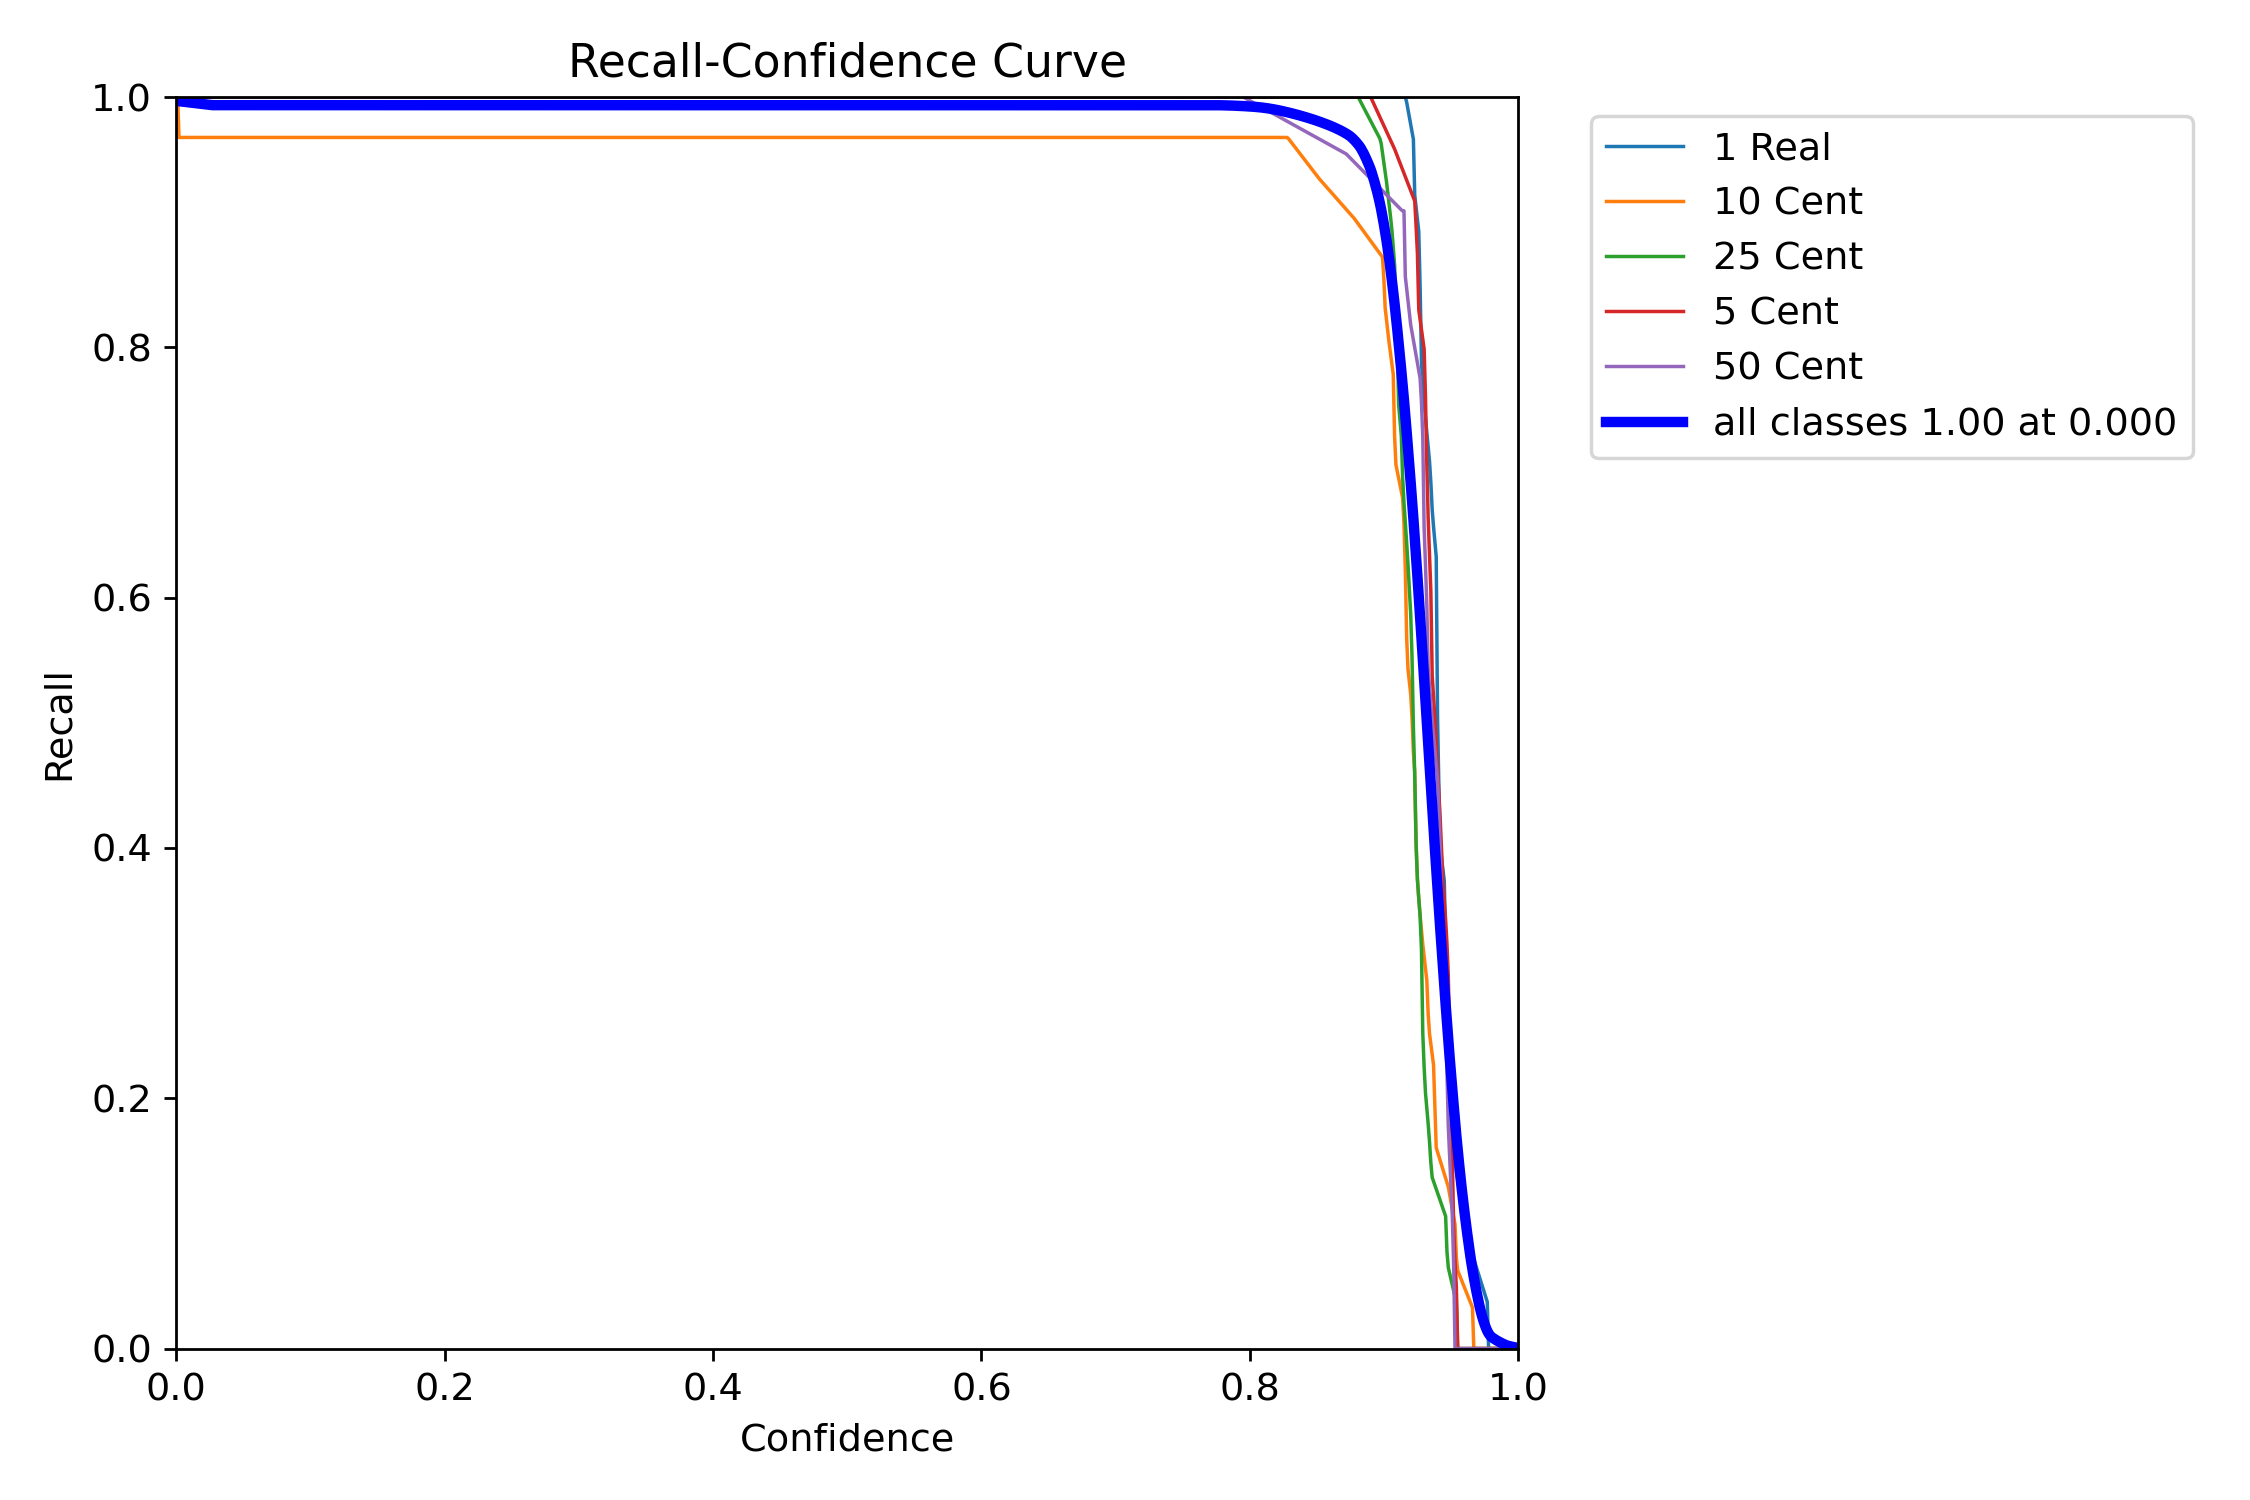 Recall-Confidence Curve
1.0
0.8
0.6
0.4
0.2
0.0
Recall
0.0 0.2 0.4 0.6 0.8 1.0
Confidence
1 Real
10 Cent
25 Cent
5 Cent
50 Cent
all classes 1.00 at 0.000